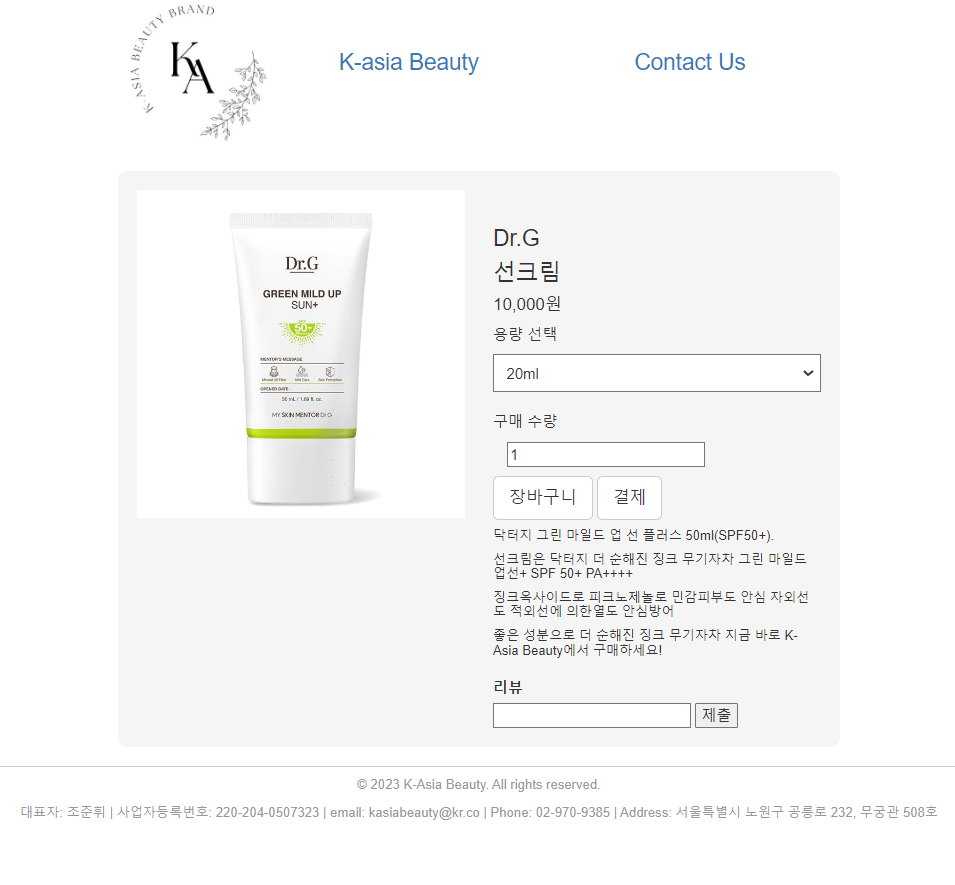 K-ASIA BEAUTY BRAND
KA
K-asia Beauty
Contact Us
Dr.G
GREEN MILD UP
SUN+
SPF
50+
MENTOR'S MESSAGE
Mild Care
Skin Protection
OPENED DATE :
50 mL / 1.69 fl. oz.
MY SKIN MENTOR Dr.G
Dr.G
선크림
10,000원
용량 선택
20ml
구매 수량
1
장바구니
결제
닥터지 그린 마일드 업 선 플러스 50ml(SPF50+).
선크림은 닥터지 더 순해진 징크 무기자차 그린 마일드
업선+ SPF 50+ PA++++
징크옥사이드로 피크노제놀로 민감피부도 안심 자외선
도 적외선에 의한열도 안심방어
좋은 성분으로 더 순해진 징크 무기자차 지금 바로 K-
Asia Beauty에서 구매하세요!
리뷰
제출
© 2023 K-Asia Beauty. All rights reserved.
대표자: 조준휘 | 사업자등록번호: 220-204-0507323 | email: kasiabeauty@kr.co | Phone: 02-970-9385 | Address: 서울특별시 노원구 공릉로 232, 무궁관 508호